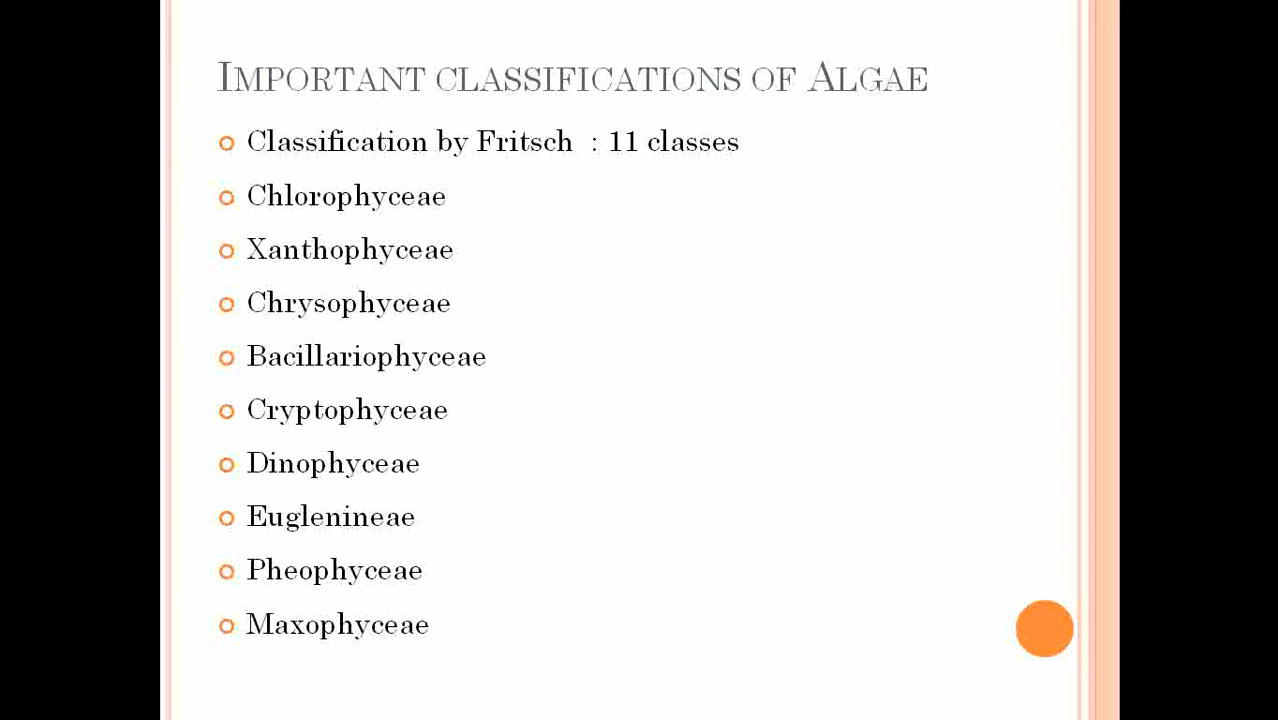 Important classifications of Algae
Classification by Fritsch : 11 classes
Chlorophyceae
Xanthophyceae
Chrysophyceae
Bacillariophyceae
Cryptophyceae
Dinophyceae
Euglenineae
Pheophyceae
Maxophyceae